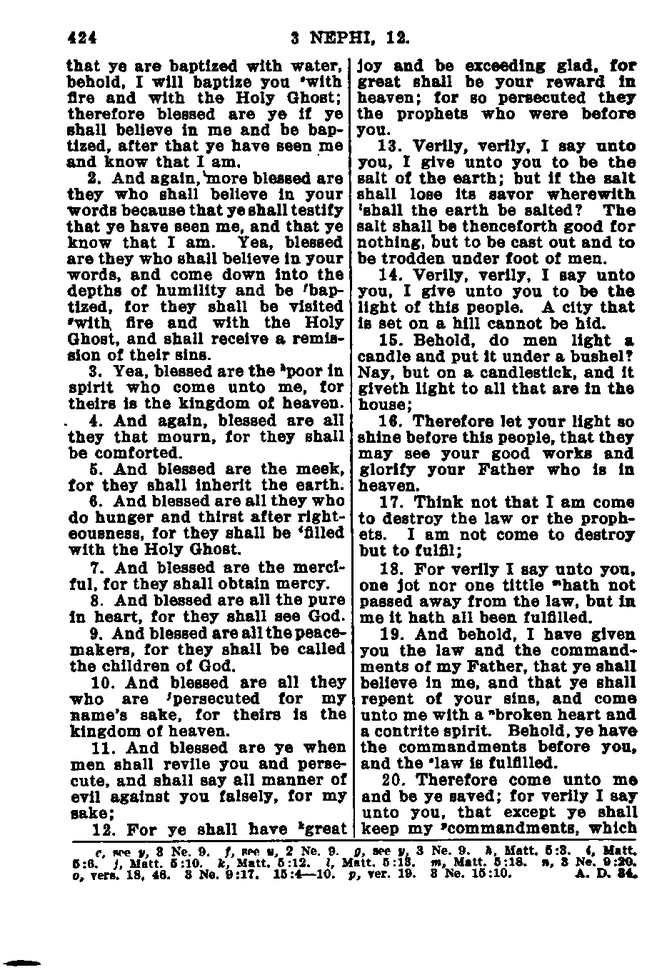 424
3 NEPHI, 12.
that ye are baptized with water,
behold, I will baptize you ewith
fire and with the Holy Ghost;
therefore blessed are ye if ye
shall believe in me and be bap-
tized, after that ye have seen me
and know that I am.
2. And again, more blessed are
they who shall believe in your
words because that ye shall testify
that ye have seen me, and that ye
know that I am. Yea, blessed
are they who shall believe in your
words, and come down into the
depths of humility and be fbap-
tized, for they shall be visited
gwith fire and with the Holy
Ghost, and shall receive a remis-
sion of their sins.
3. Yea, blessed are the hpoor in
spirit who come unto me, for
theirs is the kingdom of heaven.
4. And again, blessed are all
they that mourn, for they shall
be comforted.
5. And blessed are the meek,
for they shall inherit the earth.
6. And blessed are all they who
do hunger and thirst after right-
eousness, for they shall be ifilled
with the Holy Ghost.
7. And blessed are the merci-
ful, for they shall obtain mercy.
8. And blessed are all the pure
in heart, for they shall see God.
9. And blessed are all the peace-
makers, for they shall be called
the children of God.
10. And blessed are all they
who are jpersecuted for my
name's sake, for theirs is the
kingdom of heaven.
11. And blessed are ye when
men shall revile you and perse-
cute, and shall say all manner of
evil against you falsely, for my
sake;
12. For ye shall have kgreat
joy and be exceeding glad, for
great shall be your reward in
heaven; for so persecuted they
the prophets who were before
you.
13. Verily, verily, I say unto
you, I give unto you to be the
salt of the earth; but if the salt
shall lose its savor wherewith
lshall the earth be salted? The
salt shall be thenceforth good for
nothing, but to be cast out and to
be trodden under foot of men.
14. Verily, verily, I say unto
you, I give unto you to be the
light of this people. A city that
is set on a hill cannot be hid.
15. Behold, do men light a
candle and put it under a bushel?
Nay, but on a candlestick, and it
giveth light to all that are in the
house;
16. Therefore let your light so
shine before this people, that they
may see your good works and
glorify your Father who is in
heaven.
17. Think not that I am come
to destroy the law or the proph-
ets. I am not come to destroy
but to fulfil;
18. For verily I say unto you,
one jot nor one tittle mhath not
passed away from the law, but in
me it hath all been fulfilled.
19. And behold, I have given
you the law and the command-
ments of my Father, that ye shall
believe in me, and that ye shall
repent of your sins, and come
unto me with a nbroken heart and
a contrite spirit. Behold, ye have
the commandments before you,
and the olaw is fulfilled.
20. Therefore come unto me
and be ye saved; for verily I say
unto you, that except ye shall
keep my pcommandments, which
e, see y, 3 Ne. 9. f, see u, 2 Ne. 9. g, see y, 3 Ne. 9. h, Matt. 5:3. i, Matt.
5:6. j, Matt. 5:10. k, Matt. 5:12. l, Matt. 5:13. m, Matt. 5:18. n, 3 Ne. 9:20.
o, vers. 18, 46. 3 Ne. 9:17. 15:4—10. p, ver. 19. 3 Ne. 15:10. A. D. 34.